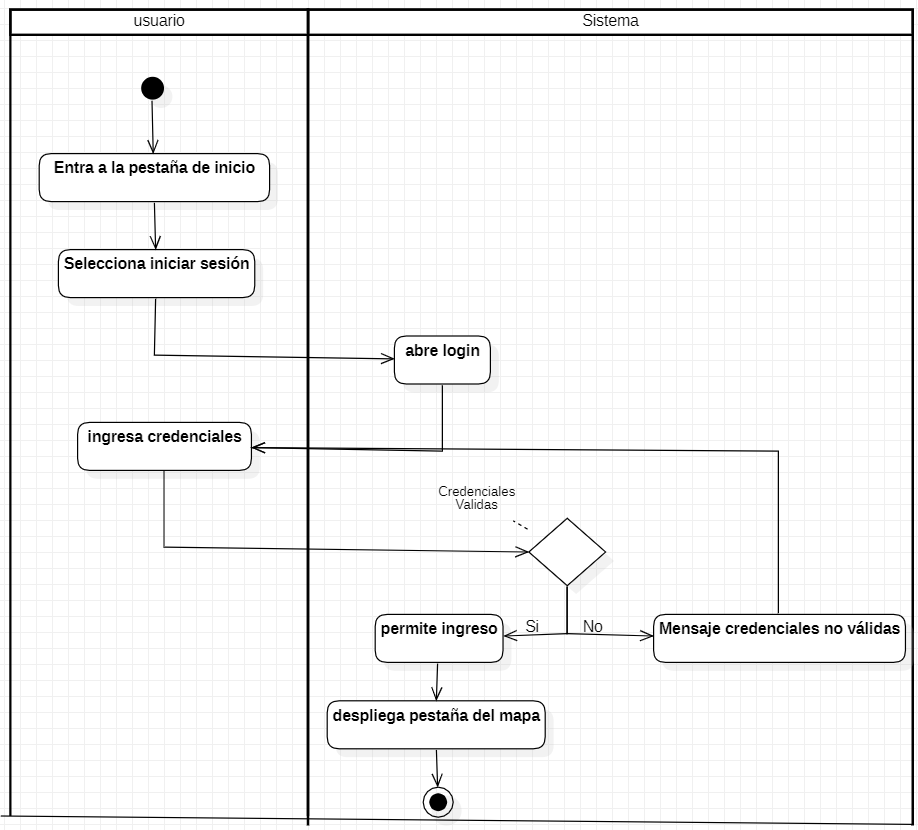 usuario
Sistema
Entra a la pestaña de inicio
Selecciona iniciar sesión
abre login
ingresa credenciales
Credenciales
Validas
Si
No
permite ingreso
Mensaje credenciales no válidas
despliega pestaña del mapa